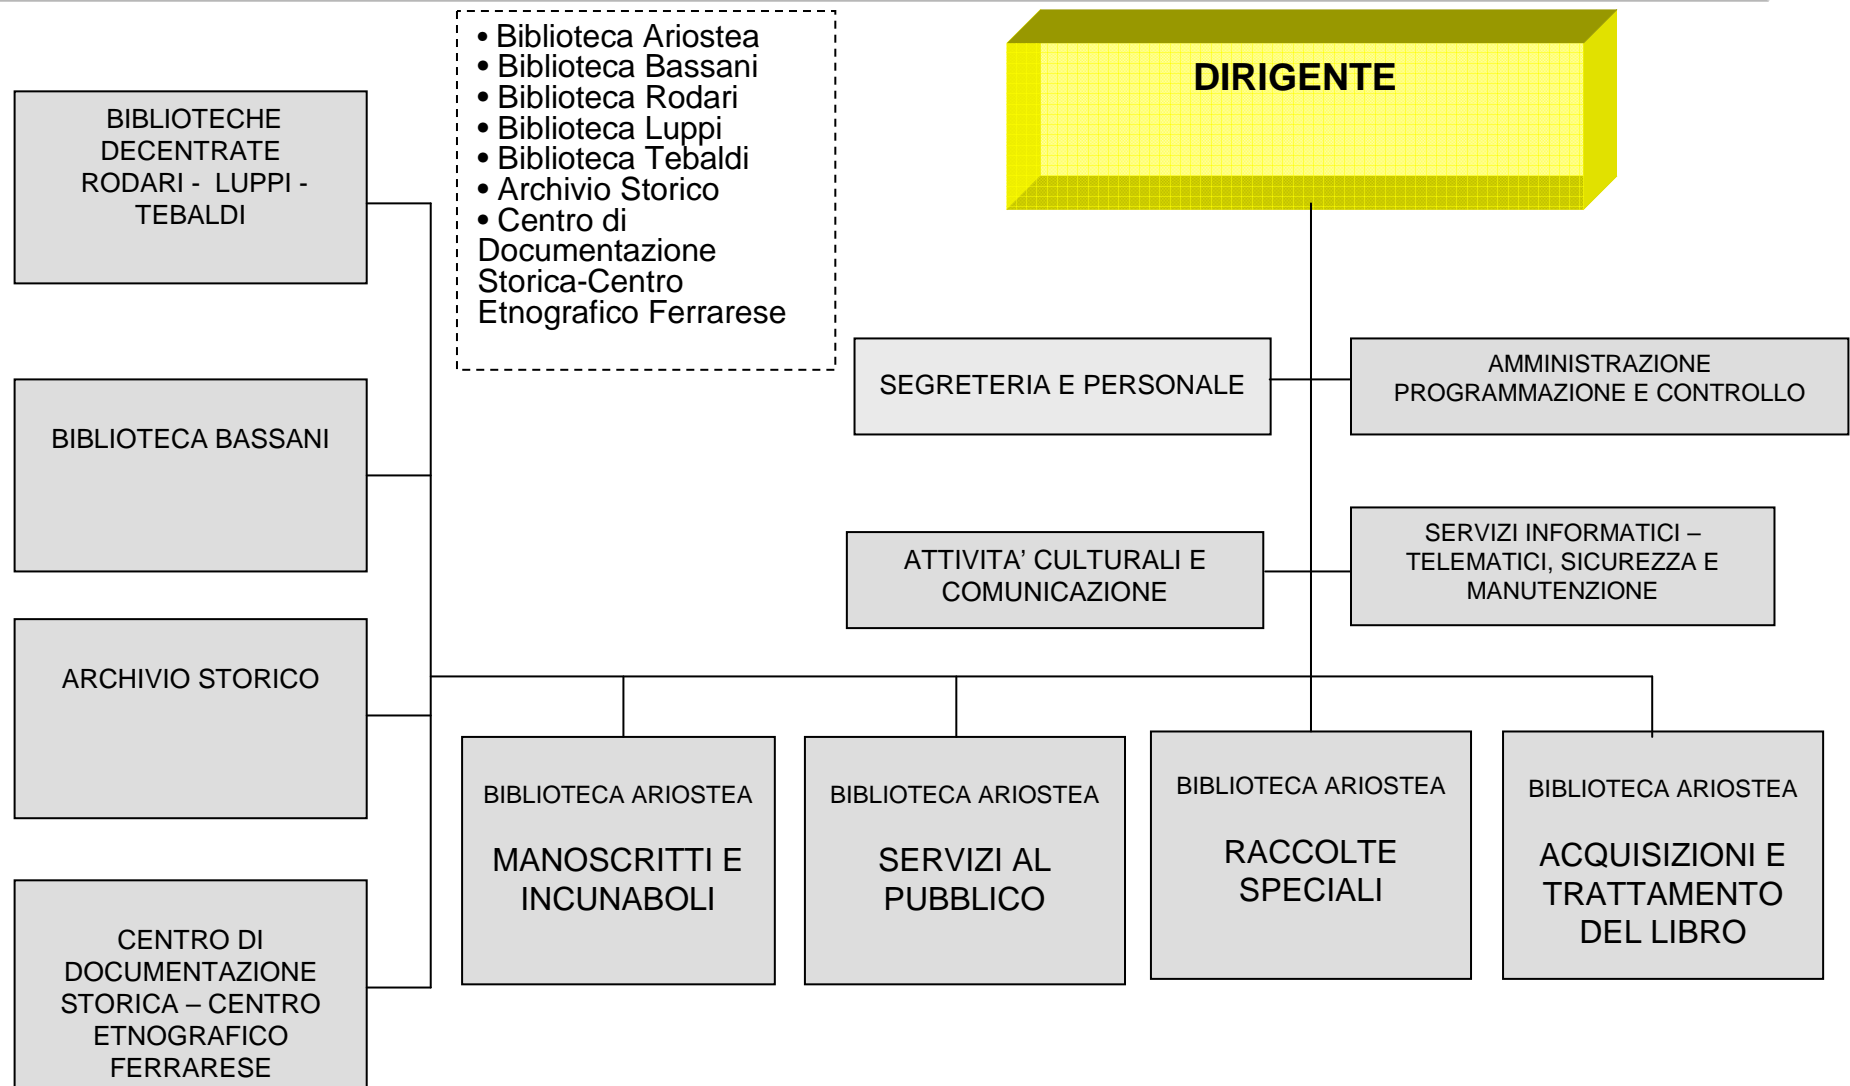 • Biblioteca Ariostea
• Biblioteca Bassani
• Biblioteca Rodari
• Biblioteca Luppi
• Biblioteca Tebaldi
• Archivio Storico
• Centro di
Documentazione
Storica-Centro
Etnografico Ferrarese
DIRIGENTE
BIBLIOTECHE
DECENTRATE
RODARI - LUPPI -
TEBALDI
BIBLIOTECA BASSANI
ARCHIVIO STORICO
CENTRO DI
DOCUMENTAZIONE
STORICA – CENTRO
ETNOGRAFICO
FERRARESE
SEGRETERIA E PERSONALE
AMMINISTRAZIONE
PROGRAMMAZIONE E CONTROLLO
ATTIVITA’ CULTURALI E
COMUNICAZIONE
SERVIZI INFORMATICI –
TELEMATICI, SICUREZZA E
MANUTENZIONE
BIBLIOTECA ARIOSTEA
MANOSCRITTI E
INCUNABOLI
BIBLIOTECA ARIOSTEA
SERVIZI AL
PUBBLICO
BIBLIOTECA ARIOSTEA
RACCOLTE
SPECIALI
BIBLIOTECA ARIOSTEA
ACQUISIZIONI E
TRATTAMENTO
DEL LIBRO